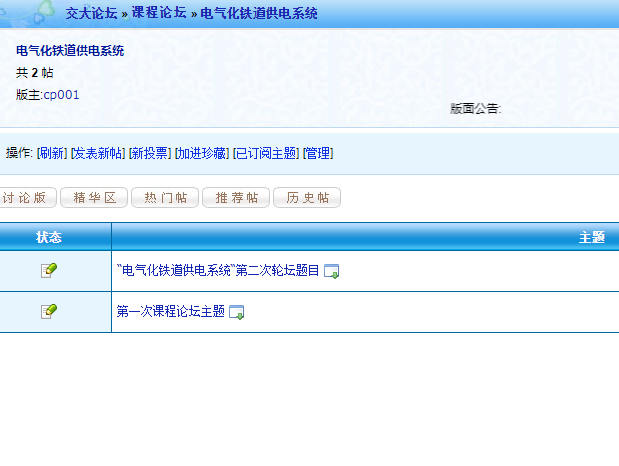 交大论坛 » 课程论坛 » 电气化铁道供电系统
电气化铁道供电系统
共 2 帖
版主:cp001
版面公告:
操作: [刷新] [发表新帖] [新投票] [加进珍藏] [已订阅主题] [管理]
讨论版 精华区 热门帖 推荐帖 历史帖
状态 主题
“电气化铁道供电系统“第二次轮坛题目
第一次课程论坛主题